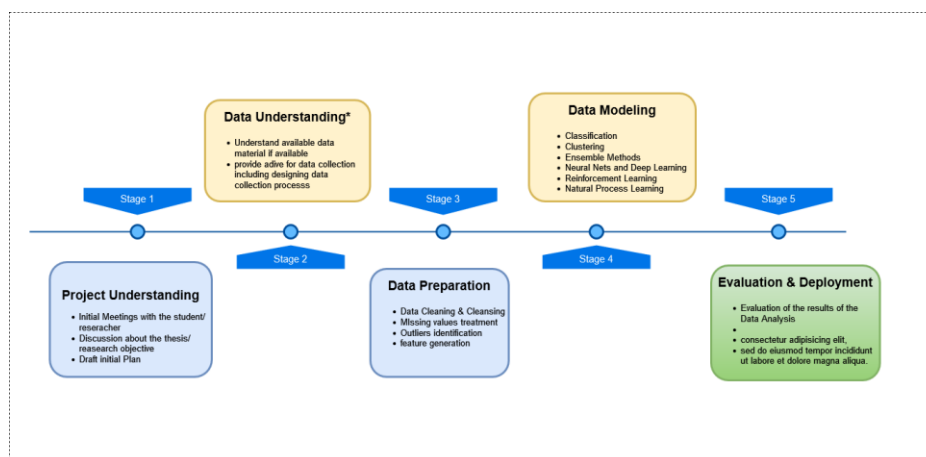 Data Understanding*
• Understand available data
material if available
• provide adive for data collection
including designing data
collection processs
Data Modeling
• Classification
• Clustering
• Ensemble Methods
• Neural Nets and Deep Learning
• Reinforcement Learning
• Natural Process Learning
Stage 1
Stage 3
Stage 5
Stage 2
Stage 4
Project Understanding
• Initial Meetings with the student/
reseracher
• Discussion about the thesis/
reasearch objective
• Draft initial Plan
Data Preparation
• Data Cleaning & Cleansing
• MIssing values treatment
• Outliers identification
• feature generation
Evaluation & Deployment
• Evaluation of the results of the
Data Analysis
•
• consectetur adipisicing elit,
• sed do eiusmod tempor incididunt
ut labore et dolore magna aliqua.